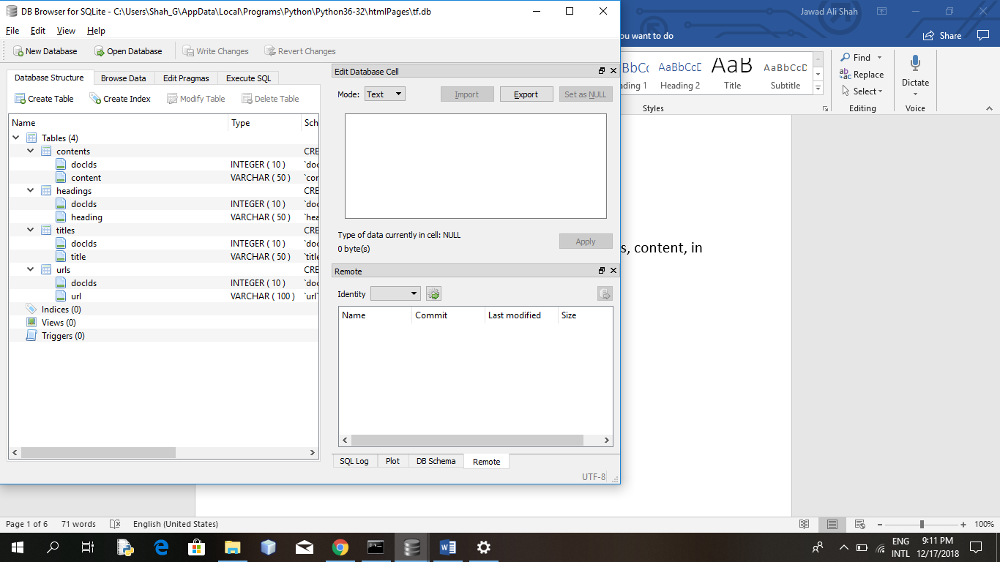 DB Browser for SQLite - C:\Users\Shah_G\AppData\Local\Programs\Python\Python36-32\htmlPages\tf.db
File Edit View Help
New Database Open Database Write Changes Revert Changes
Database Structure Browse Data Edit Pragmas Execute SQL
Create Table Create Index Modify Table Delete Table
Name Type Sch
Tables (4)
contents CRE
docIds INTEGER ( 10 ) `doc
content VARCHAR ( 50 ) `con
headings CRE
docIds INTEGER ( 10 ) `doc
heading VARCHAR ( 50 ) `hea
titles CRE
docIds INTEGER ( 10 ) `doc
title VARCHAR ( 50 ) `title
urls CRE
docIds INTEGER ( 10 ) `doc
url VARCHAR ( 100 ) `url`
Indices (0)
Views (0)
Triggers (0)
Edit Database Cell
Mode: Text Import Export Set as NULL
Type of data currently in cell: NULL
0 byte(s)
Apply
Remote
Identity
Name Commit Last modified Size
SQL Log Plot DB Schema Remote
UTF-8
Jawad Ali Shah
ou want to do
Share
BbCc AaBbCcD AaB AaBbCcD
ading 1 Heading 2 Title Subtitle
Styles
Find
Replace
Select
Editing
Dictate
Voice
s, content, in
Page 1 of 6 71 words English (United States) 100%
ENG
INTL
9:11 PM
12/17/2018